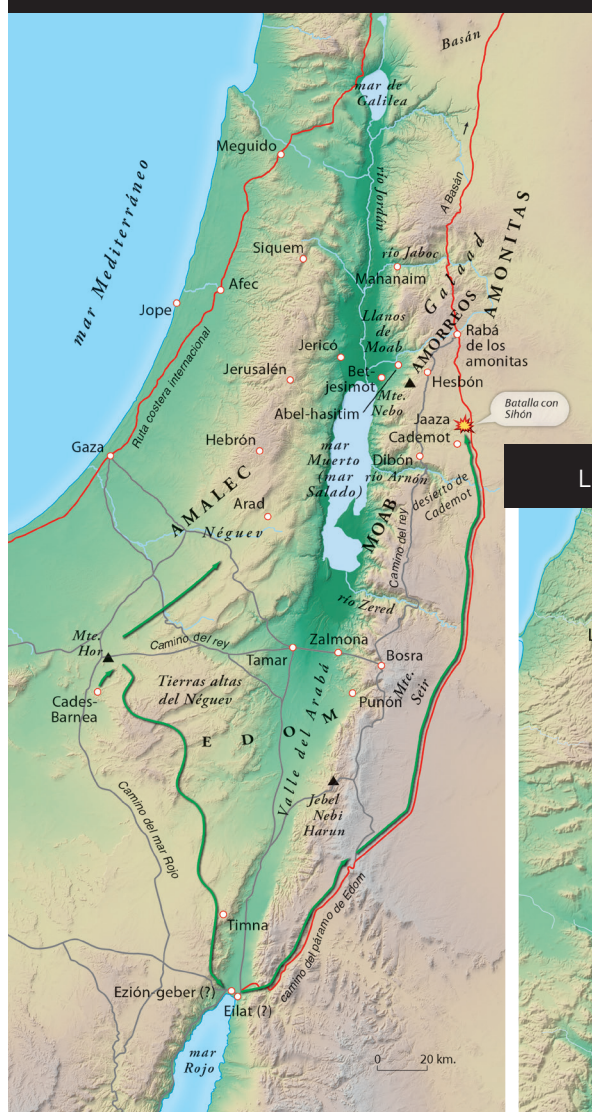 Basán
mar de
Galilea
Meguido
mar Mediterráneo
río Jordán
A Basán
AMONITAS
Siquem
río Jaboc
Mahanaim
Galaad
Afec
Jope
Llanos
de
Moab
AMORREOS
Rabá
de los
amonitas
Jericó
Jerusalén
Bet-
jesimot
Hesbón
Mte.
Nebo
Abel-hasitim
Batalla con
Sihón
Jaaza
Cademot
Ruta costera internacional
Gaza
Hebrón
mar
Muerto
(mar
Salado)
Dibón
río Arnón
desierto de
Cademot
L
AMALEC
Arad
Néguev
MOAB
Camino del rey
río Zered
Mte.
Hor
Camino del rey
Tamar
Zalmona
Bosra
Mte.
Seir
Tierras altas
del Néguev
Cades-
Barnea
Punón
EDOM
Valle del Arabá
Jebel
Nebi
Harun
Camino del mar Rojo
Timna
camino del páramo de Edom
Ezión-geber (?)
Eilat (?)
mar
Rojo
0 20 km.
L